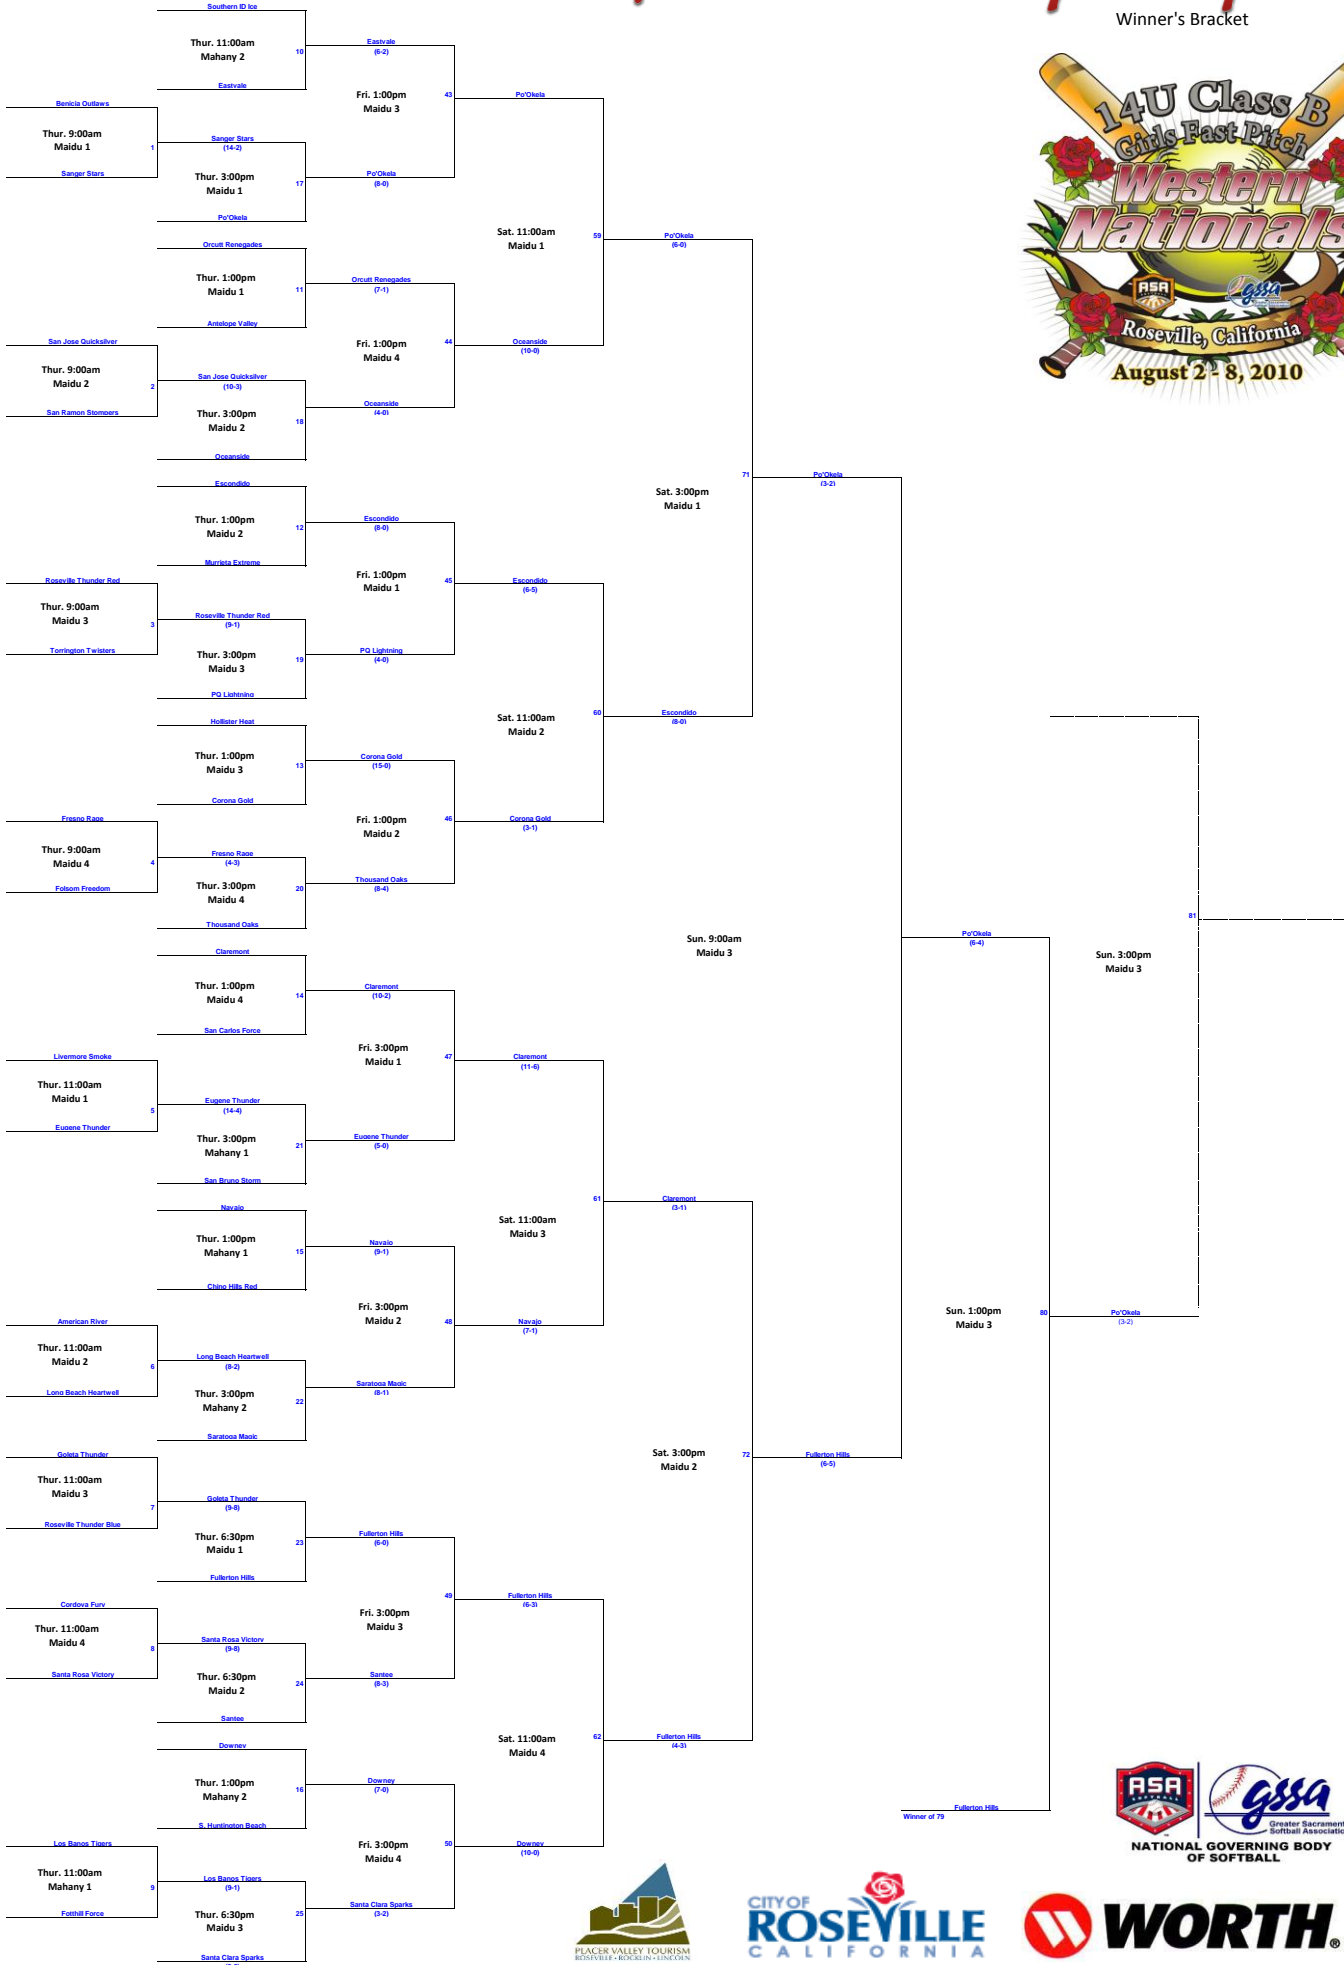 Winner's Bracket
14U Class B
Girls Fast Pitch
Western
Nationals
ASA
gssa
Roseville, California
August 2 - 8, 2010
Southern ID Ice
Thur. 11:00am
Mahany 2
10
Eastvale
(6-2)
Eastvale
Fri. 1:00pm
Maidu 3
43
Po'Okela
Benicia Outlaws
Thur. 9:00am
Maidu 1
1
Sanger Stars
(14-2)
Sanger Stars
Thur. 3:00pm
Maidu 1
17
Po'Okela
(8-0)
Po'Okela
Sat. 11:00am
Maidu 1
59
Po'Okela
(6-0)
Orcutt Renegades
Thur. 1:00pm
Maidu 1
11
Orcutt Renegades
(7-1)
Antelope Valley
Fri. 1:00pm
Maidu 4
44
Oceanside
(10-0)
San Jose Quicksilver
Thur. 9:00am
Maidu 2
2
San Jose Quicksilver
(10-3)
San Ramon Stompers
Thur. 3:00pm
Maidu 2
18
Oceanside
(4-0)
Oceanside
71
Po'Okela
(3-2)
Sat. 3:00pm
Maidu 1
Escondido
Thur. 1:00pm
Maidu 2
12
Escondido
(8-0)
Murrieta Extreme
Fri. 1:00pm
Maidu 1
45
Escondido
(6-5)
Roseville Thunder Red
Thur. 9:00am
Maidu 3
3
Roseville Thunder Red
(9-1)
Torrington Twisters
Thur. 3:00pm
Maidu 3
19
PQ Lightning
(4-0)
PQ Lightning
Sat. 11:00am
Maidu 2
60
Escondido
(8-0)
Hollister Heat
Thur. 1:00pm
Maidu 3
13
Corona Gold
(15-0)
Corona Gold
Fri. 1:00pm
Maidu 2
46
Corona Gold
(3-1)
Fresno Rage
Thur. 9:00am
Maidu 4
4
Fresno Rage
(4-3)
Folsom Freedom
Thur. 3:00pm
Maidu 4
20
Thousand Oaks
(8-4)
Thousand Oaks
Sun. 9:00am
Maidu 3
Po'Okela
(6-4)
81
Sun. 3:00pm
Maidu 3
Claremont
Thur. 1:00pm
Maidu 4
14
Claremont
(10-2)
San Carlos Force
Fri. 3:00pm
Maidu 1
47
Claremont
(11-6)
Livermore Smoke
Thur. 11:00am
Maidu 1
5
Eugene Thunder
(14-4)
Eugene Thunder
Thur. 3:00pm
Mahany 1
21
Eugene Thunder
(5-0)
San Bruno Storm
Sat. 11:00am
Maidu 3
61
Claremont
(3-1)
Navajo
Thur. 1:00pm
Mahany 1
15
Navajo
(9-1)
Chino Hills Red
Fri. 3:00pm
Maidu 2
48
Navajo
(7-1)
Sun. 1:00pm
Maidu 3
80
Po'Okela
(3-2)
American River
Thur. 11:00am
Maidu 2
6
Long Beach Heartwell
(8-2)
Long Beach Heartwell
Thur. 3:00pm
Mahany 2
22
Saratoga Magic
(8-1)
Saratoga Magic
Sat. 3:00pm
Maidu 2
72
Fullerton Hills
(6-5)
Goleta Thunder
Thur. 11:00am
Maidu 3
7
Goleta Thunder
(9-8)
Roseville Thunder Blue
Thur. 6:30pm
Maidu 1
23
Fullerton Hills
(6-0)
Fullerton Hills
Fri. 3:00pm
Maidu 3
49
Fullerton Hills
(6-3)
Cordova Fury
Thur. 11:00am
Maidu 4
8
Santa Rosa Victory
(9-8)
Santa Rosa Victory
Thur. 6:30pm
Maidu 2
24
Santee
(8-3)
Santee
Sat. 11:00am
Maidu 4
62
Fullerton Hills
(4-3)
Downey
Thur. 1:00pm
Mahany 2
16
Downey
(7-0)
S. Huntington Beach
Fri. 3:00pm
Maidu 4
50
Downey
(10-0)
Los Banos Tigers
Thur. 11:00am
Mahany 1
9
Los Banos Tigers
(9-1)
Fotthill Force
Thur. 6:30pm
Maidu 3
25
Santa Clara Sparks
(3-2)
Santa Clara Sparks
Fullerton Hills
Winner of 79
ASA
gssa
Greater Sacrament
Softball Associati
NATIONAL GOVERNING BODY
OF SOFTBALL
PLACER VALLEY TOURISM
ROSEVILLE • ROCKLIN • LINCOLN
CITY OF
ROSEVILLE
CALIFORNIA
WORTH®